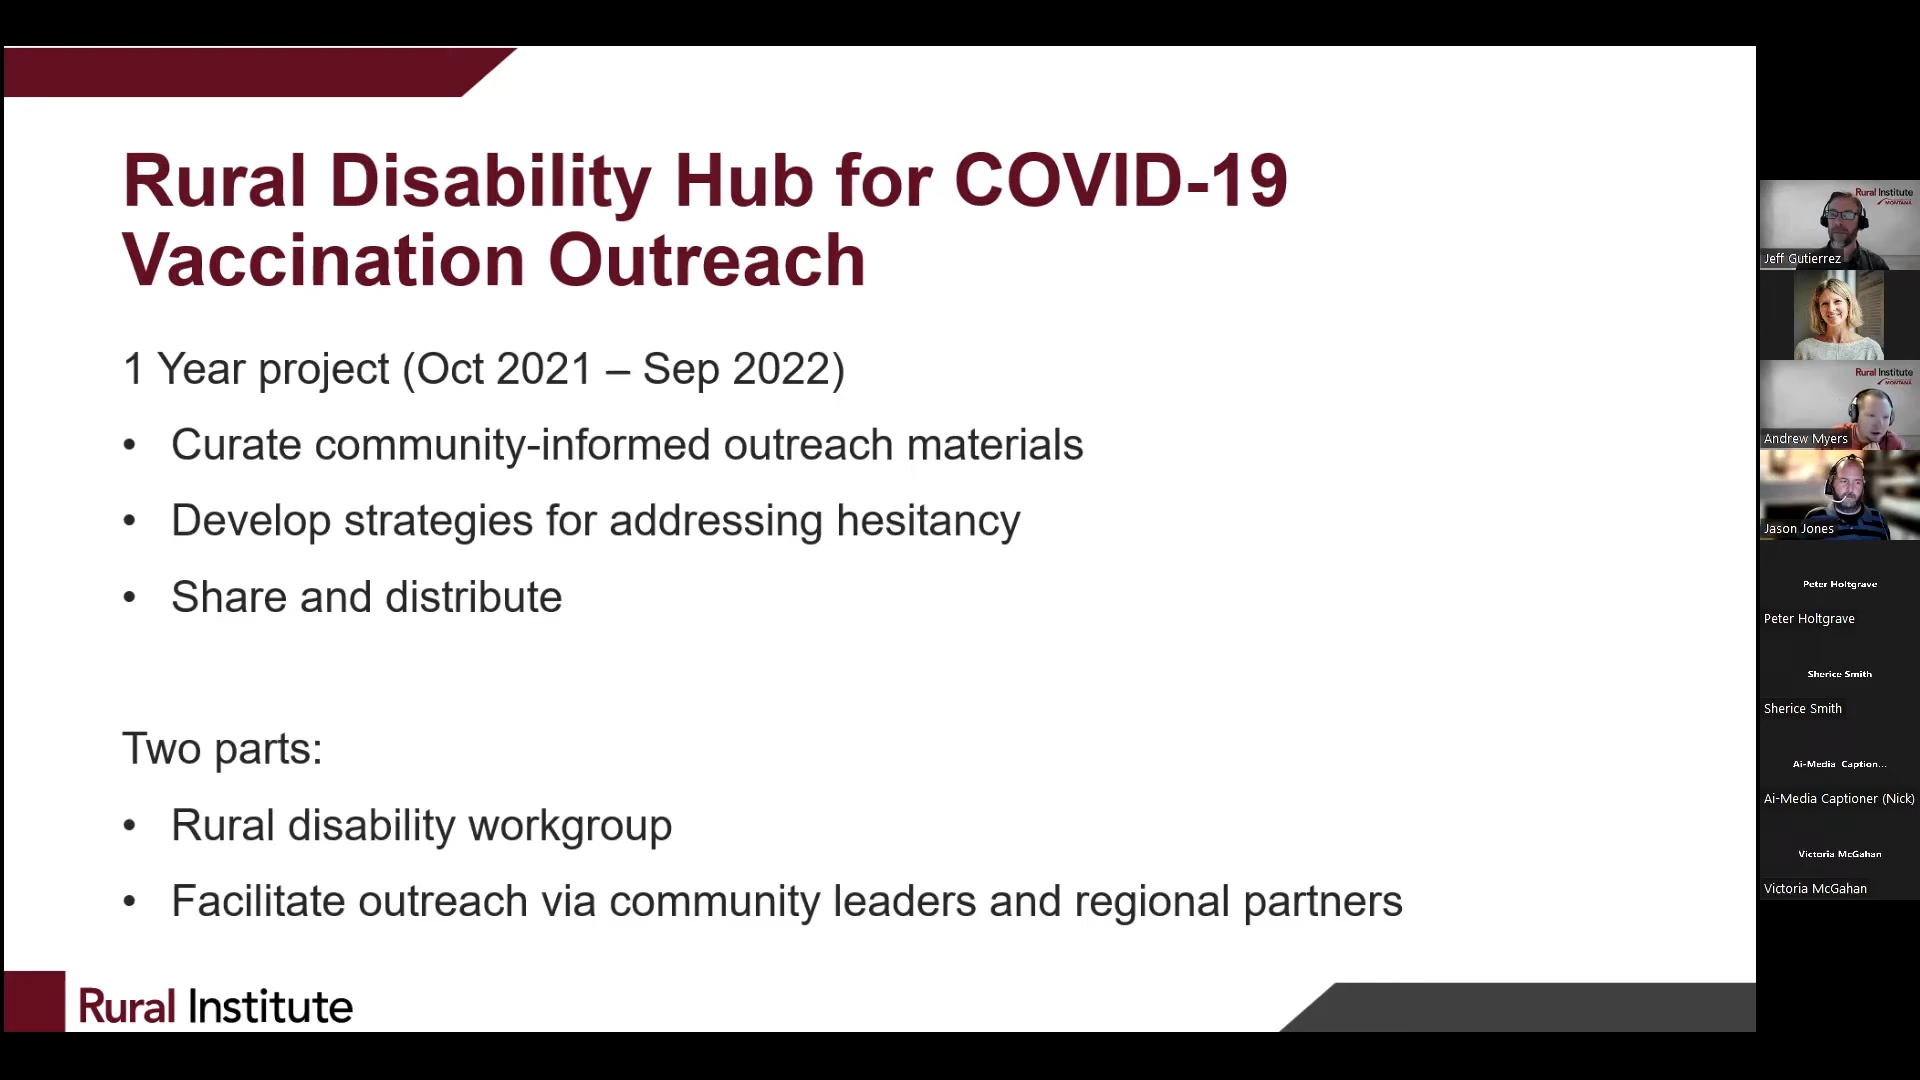 Rural Disability Hub for COVID-19
Vaccination Outreach
1 Year project (Oct 2021 – Sep 2022)
• Curate community-informed outreach materials
• Develop strategies for addressing hesitancy
• Share and distribute
Two parts:
• Rural disability workgroup
• Facilitate outreach via community leaders and regional partners
Rural Institute
Rural Institute
MONTANA
Jeff Gutierrez
Rural Institute
MONTANA
Andrew Myers
Jason Jones
Peter Holtgrave
Peter Holtgrave
Sherice Smith
Sherice Smith
Ai-Media Caption...
Ai-Media Captioner (Nick)
Victoria McGahan
Victoria McGahan